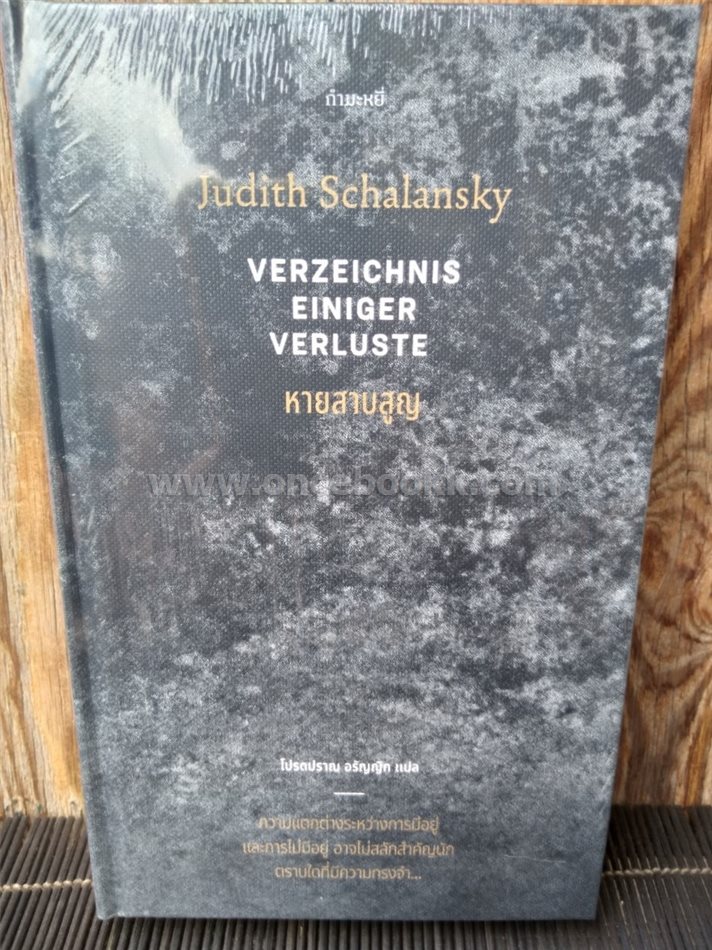 กำมะหยี่
Judith Schalansky
VERZEICHNIS
EINIGER
VERLUSTE
หายสาบสูญ
www.on-ebookk.com
โปรดปราณ อรัญญิก แปล
ความแตกต่างระหว่างการมีอยู่
และการไม่มีอยู่ อาจไม่สลักสำคัญนัก
ตราบใดที่มีความทรงจำ...